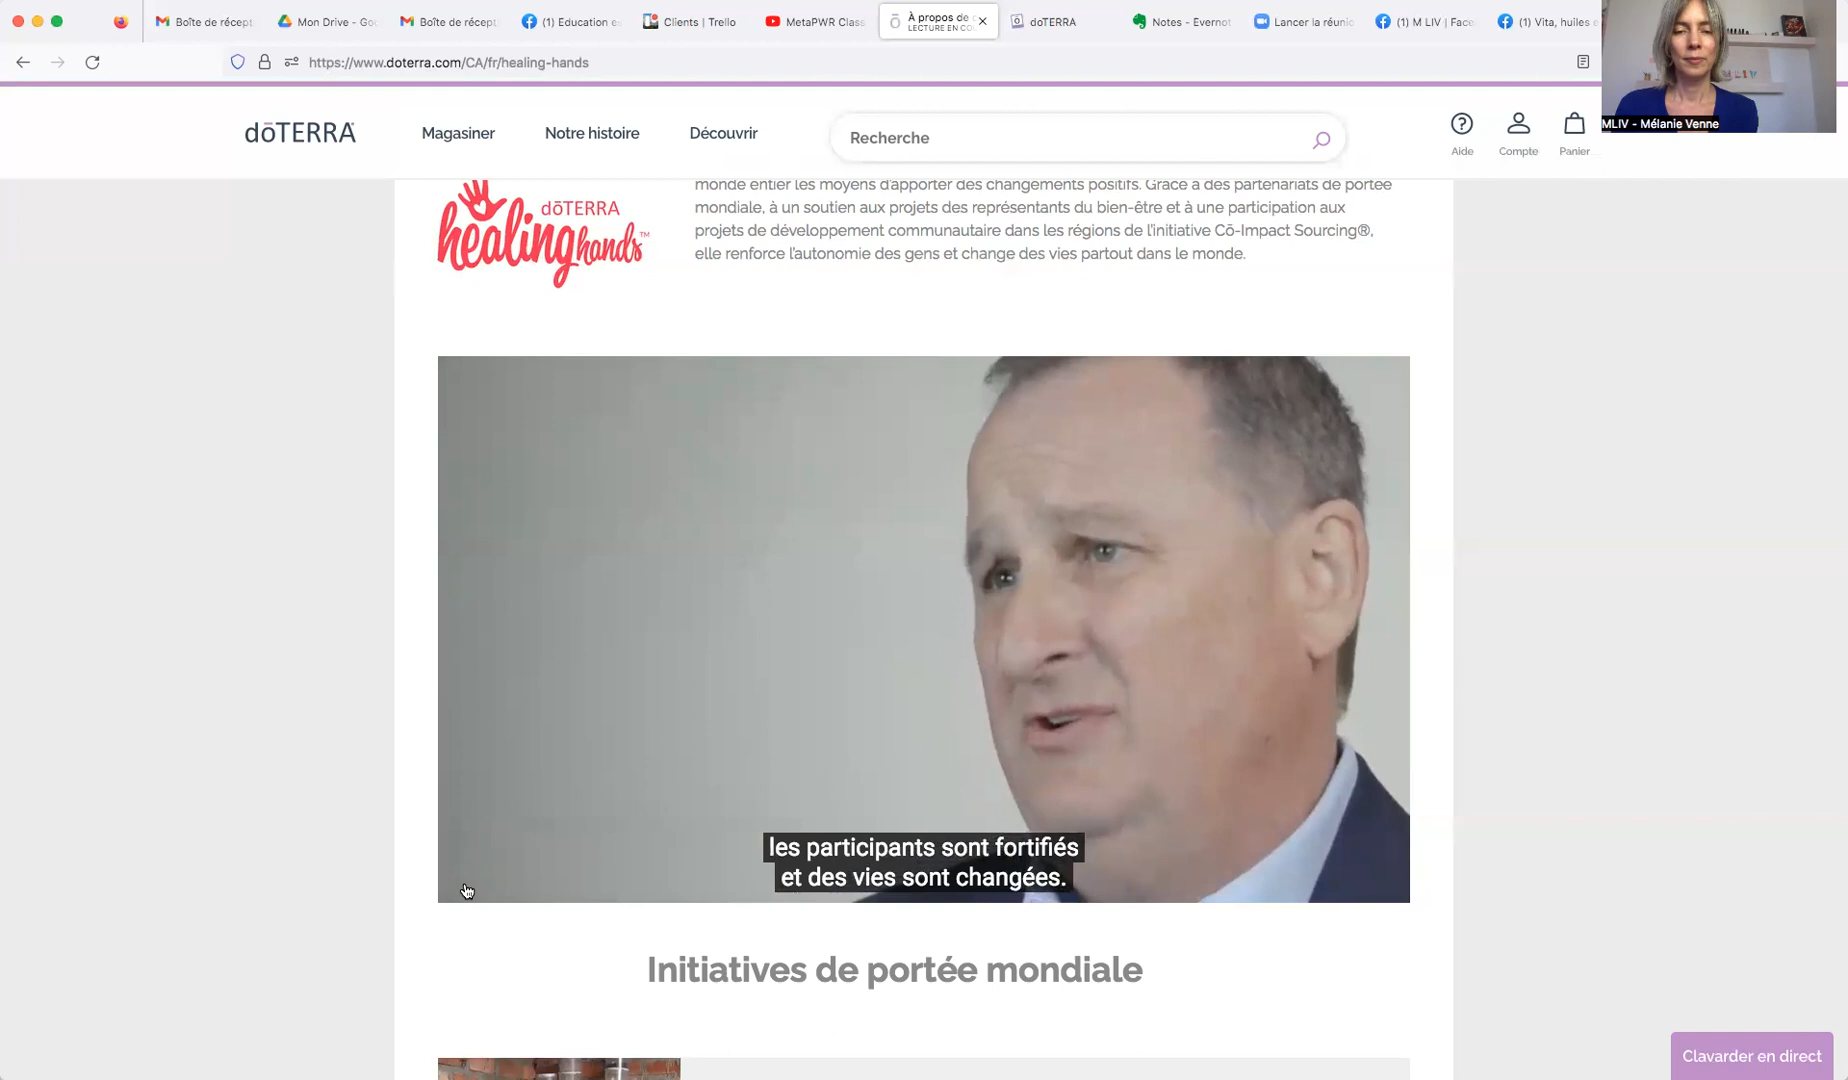 Boîte de récept
Mon Drive - Goo
Boîte de récept
(1) Education e
Clients | Trello
MetaPWR Class
À propos de
LECTURE EN CO
doTERRA
Notes - Evernot
Lancer la réunio
(1) M LIV | Face
(1) Vita, huiles e
https://www.doterra.com/CA/fr/healing-hands
MLIV - Mélanie Venne
dōTERRA
Magasiner
Notre histoire
Découvrir
Recherche
Aide
Compte
Panier
dōTERRA
healing hands™
monde entier les moyens d'apporter des changements positifs. Grâce à des partenariats de portée
mondiale, à un soutien aux projets des représentants du bien-être et à une participation aux
projets de développement communautaire dans les régions de l'initiative Cō-Impact Sourcing®,
elle renforce l'autonomie des gens et change des vies partout dans le monde.
les participants sont fortifiés
et des vies sont changées.
Initiatives de portée mondiale
Clavarder en direct